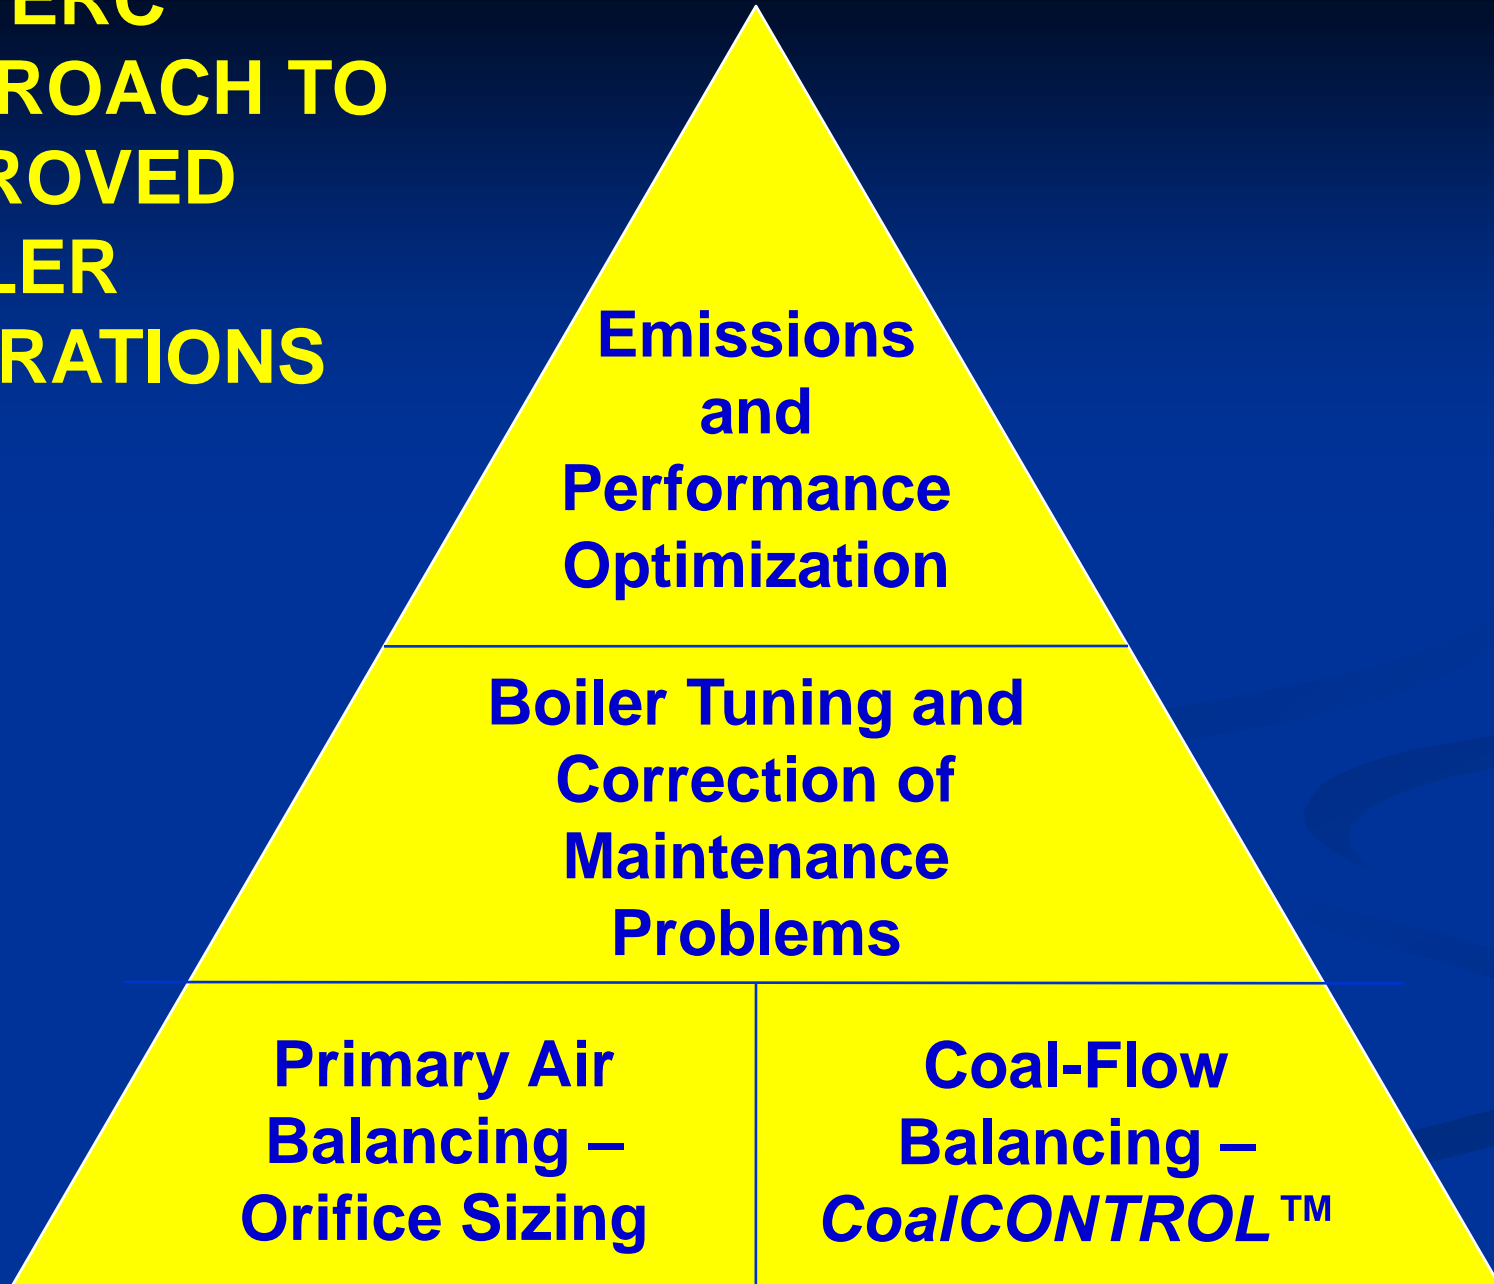 ERC
ROACH TO
ROVED
LER
RATIONS
Emissions
and
Performance
Optimization
Boiler Tuning and
Correction of
Maintenance
Problems
Primary Air
Balancing –
Orifice Sizing
Coal-Flow
Balancing –
CoalCONTROL™